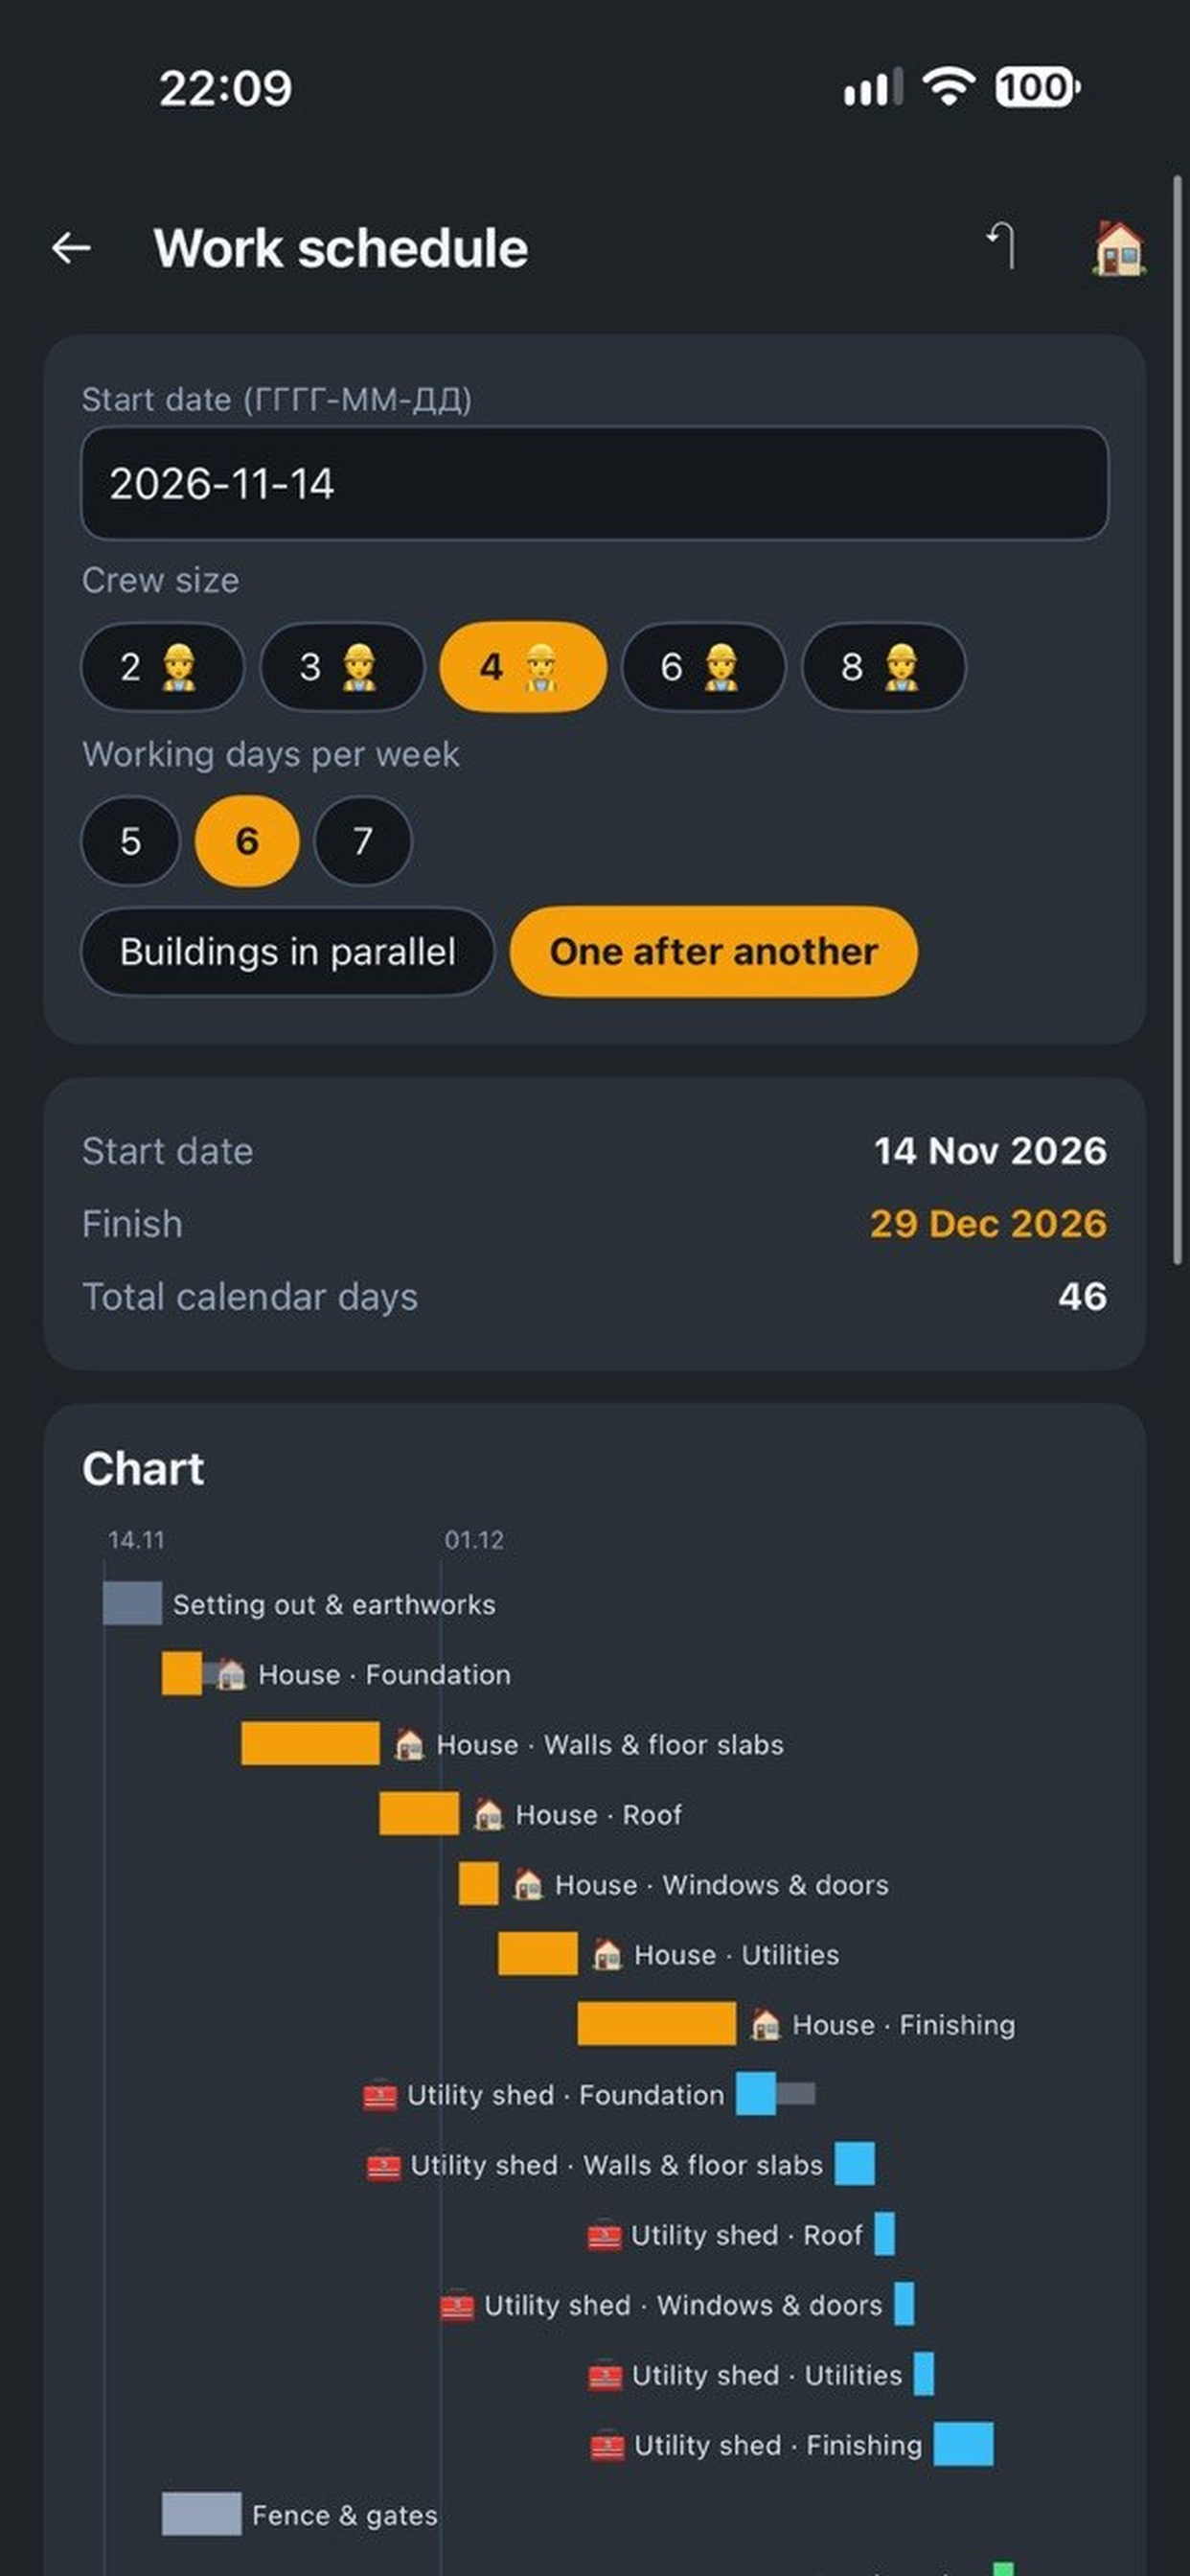 22:09
100
Work schedule
Start date (ГГГГ-ММ-ДД)
2026-11-14
Crew size
2 3 4 6 8
Working days per week
5 6 7
Buildings in parallel One after another
Start date 14 Nov 2026
Finish 29 Dec 2026
Total calendar days 46
Chart
14.11 01.12
Setting out & earthworks
House · Foundation
House · Walls & floor slabs
House · Roof
House · Windows & doors
House · Utilities
House · Finishing
Utility shed · Foundation
Utility shed · Walls & floor slabs
Utility shed · Roof
Utility shed · Windows & doors
Utility shed · Utilities
Utility shed · Finishing
Fence & gates